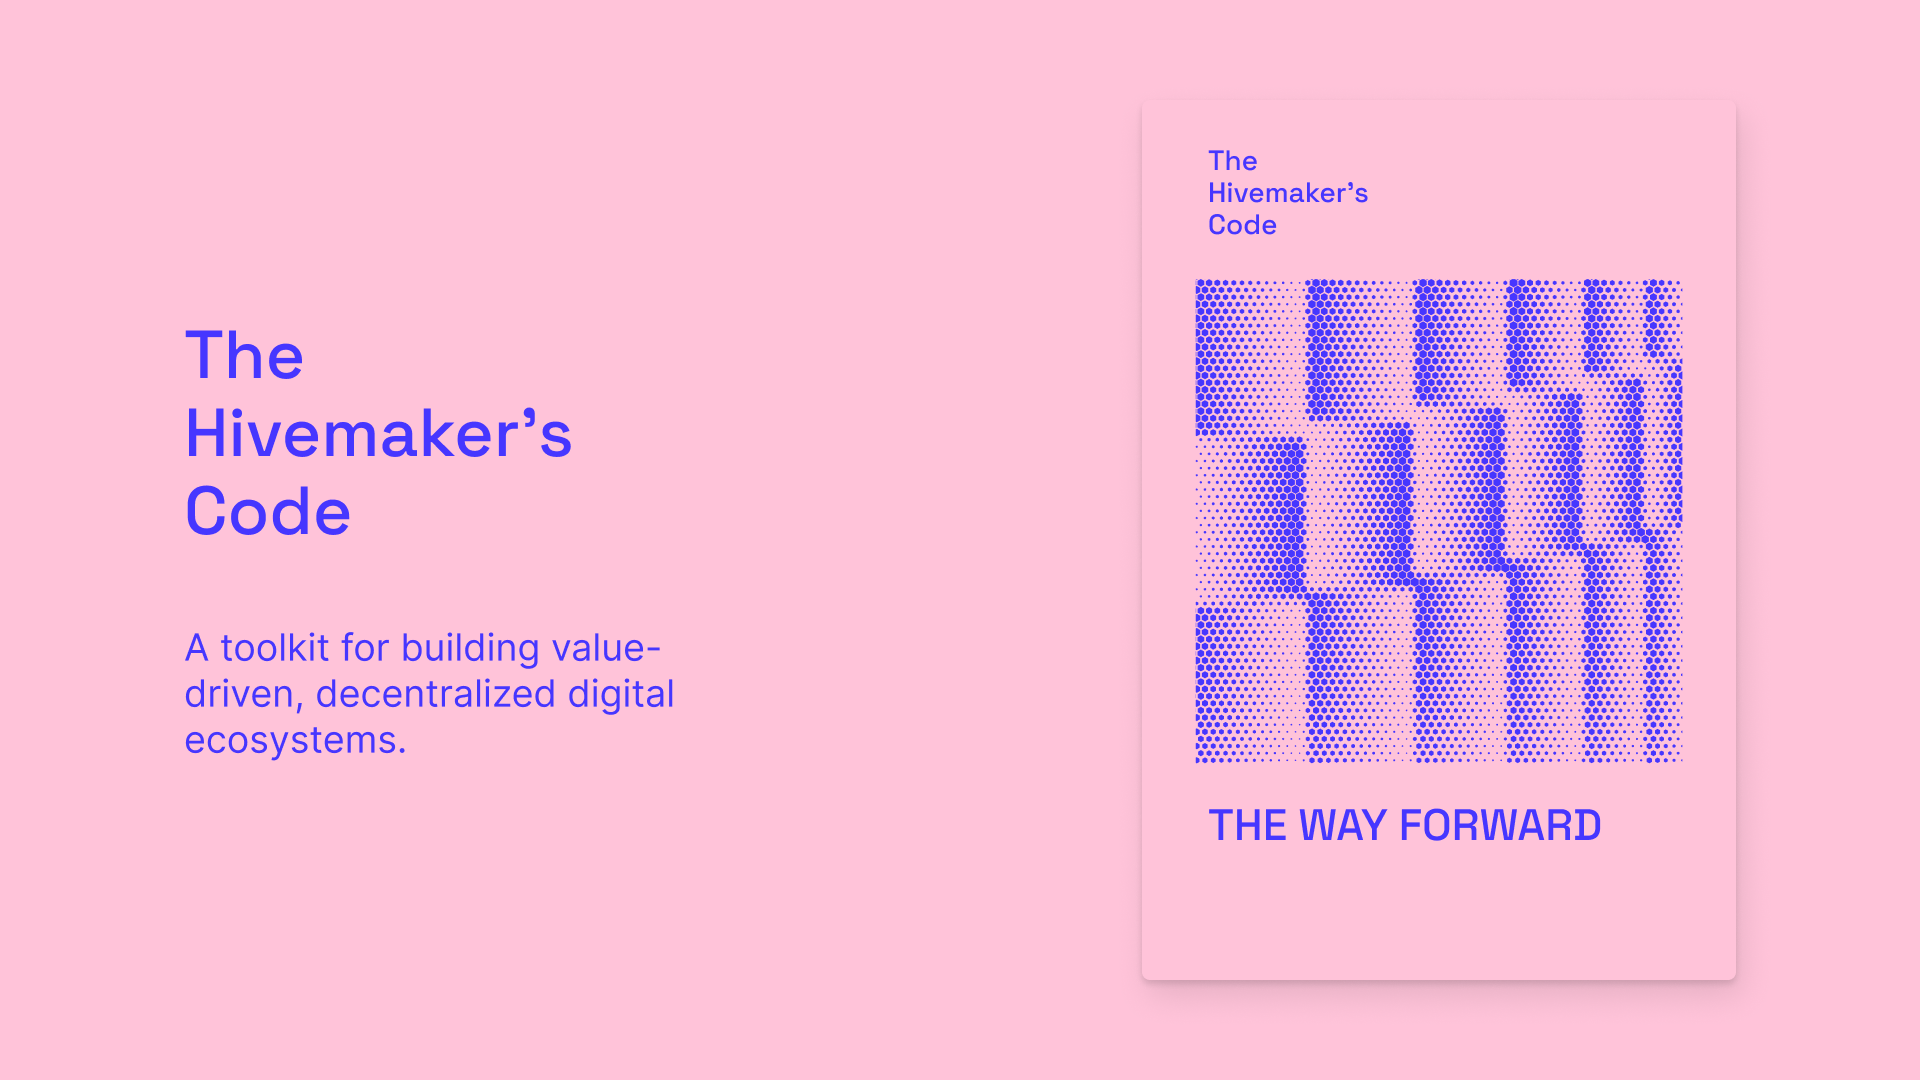 The
Hivemaker’s
Code
A toolkit for building value-
driven, decentralized digital
ecosystems.
The
Hivemaker’s
Code
THE WAY FORWARD